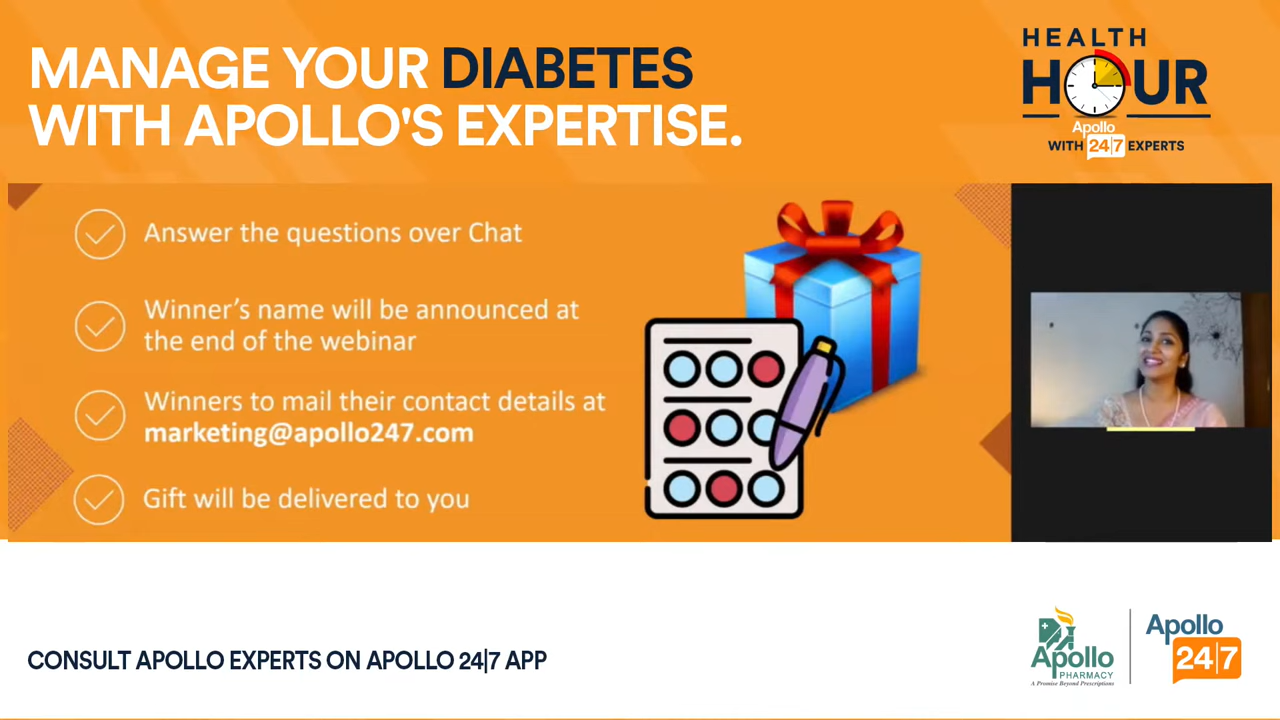 MANAGE YOUR DIABETES
WITH APOLLO'S EXPERTISE.
HEALTH
HOUR
Apollo
WITH 24|7 EXPERTS
Answer the questions over Chat
Winner’s name will be announced at
the end of the webinar
Winners to mail their contact details at
marketing@apollo247.com
Gift will be delivered to you
CONSULT APOLLO EXPERTS ON APOLLO 24|7 APP
Apollo
PHARMACY
A Promise Beyond Prescriptions
Apollo
24|7